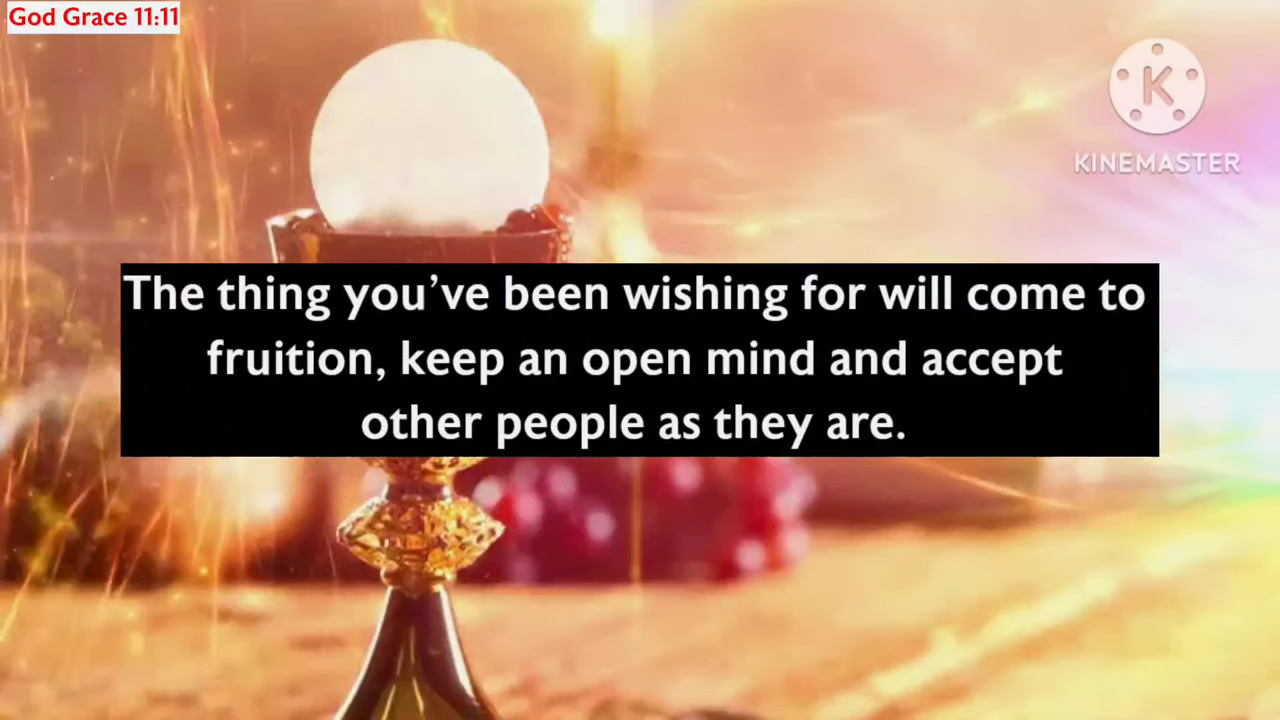 God Grace 11:11
K
KINEMASTER
The thing you’ve been wishing for will come to
fruition, keep an open mind and accept
other people as they are.